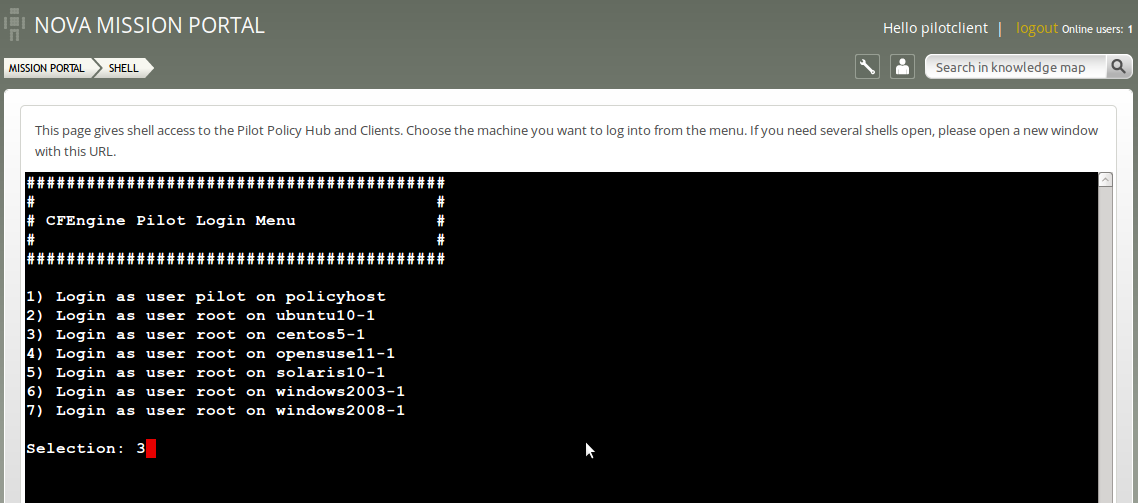 NOVA MISSION PORTAL
Hello pilotclient | logout Online users: 1
MISSION PORTAL SHELL
Search in knowledge map
This page gives shell access to the Pilot Policy Hub and Clients. Choose the machine you want to log into from the menu. If you need several shells open, please open a new window
with this URL.
##########################################
# #
# CFEngine Pilot Login Menu #
# #
##########################################
1) Login as user pilot on policyhost
2) Login as user root on ubuntu10-1
3) Login as user root on centos5-1
4) Login as user root on opensuse11-1
5) Login as user root on solaris10-1
6) Login as user root on windows2003-1
7) Login as user root on windows2008-1
Selection: 3